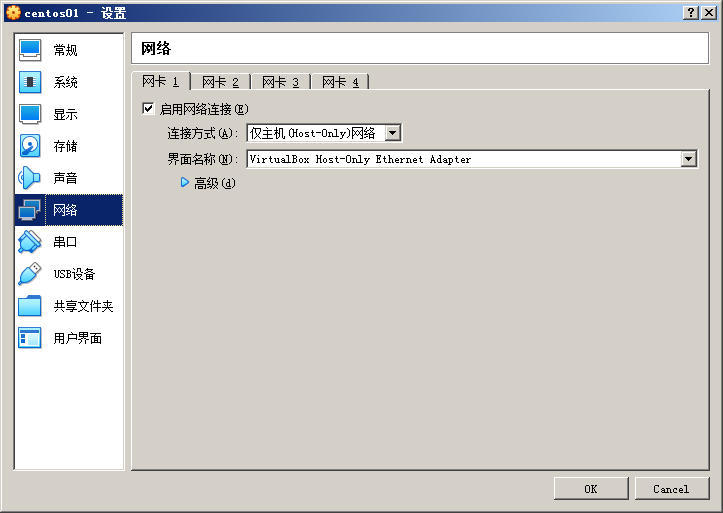 centos01 - 设置
常规
系统
显示
存储
声音
网络
串口
USB设备
共享文件夹
用户界面
网络
网卡 1 网卡 2 网卡 3 网卡 4
启用网络连接(E)
连接方式(A): 仅主机(Host-Only)网络
界面名称(N): VirtualBox Host-Only Ethernet Adapter
高级(d)
OK Cancel